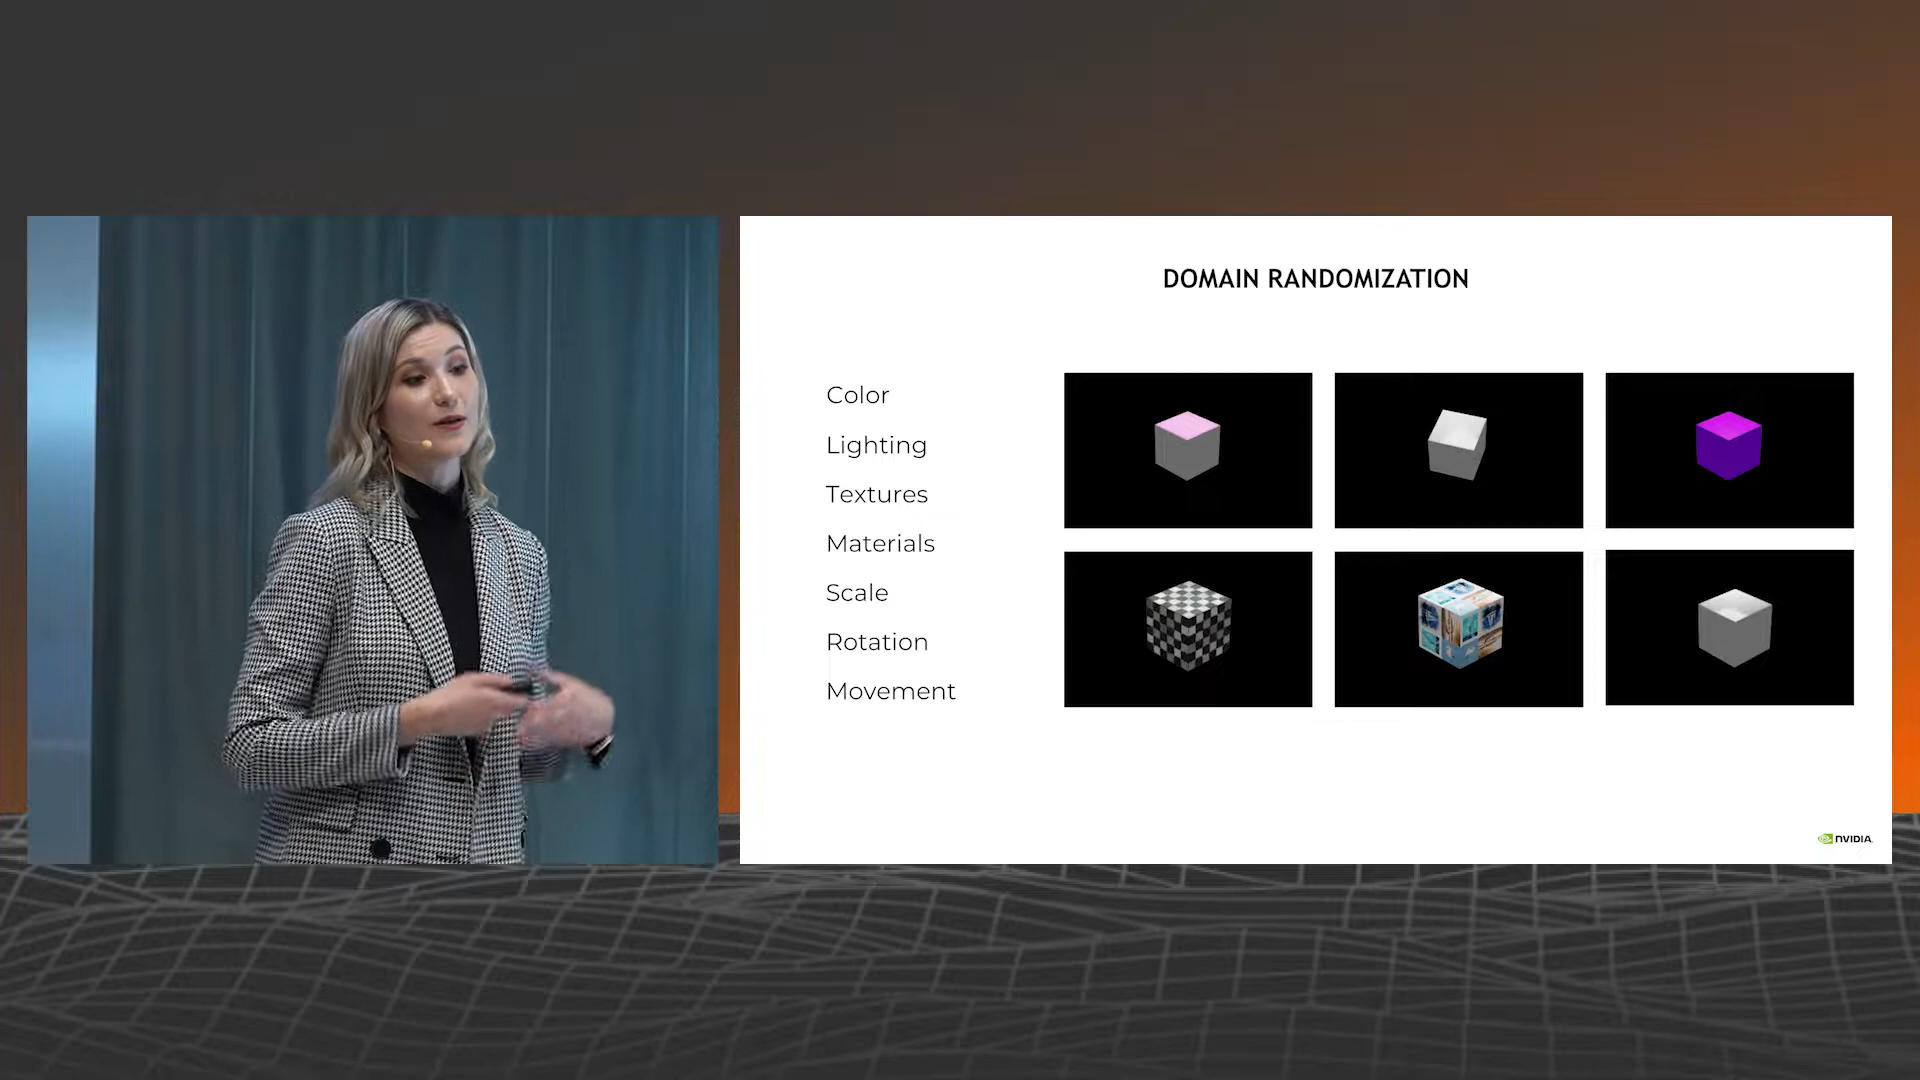 DOMAIN RANDOMIZATION
Color
Lighting
Textures
Materials
Scale
Rotation
Movement
NVIDIA.